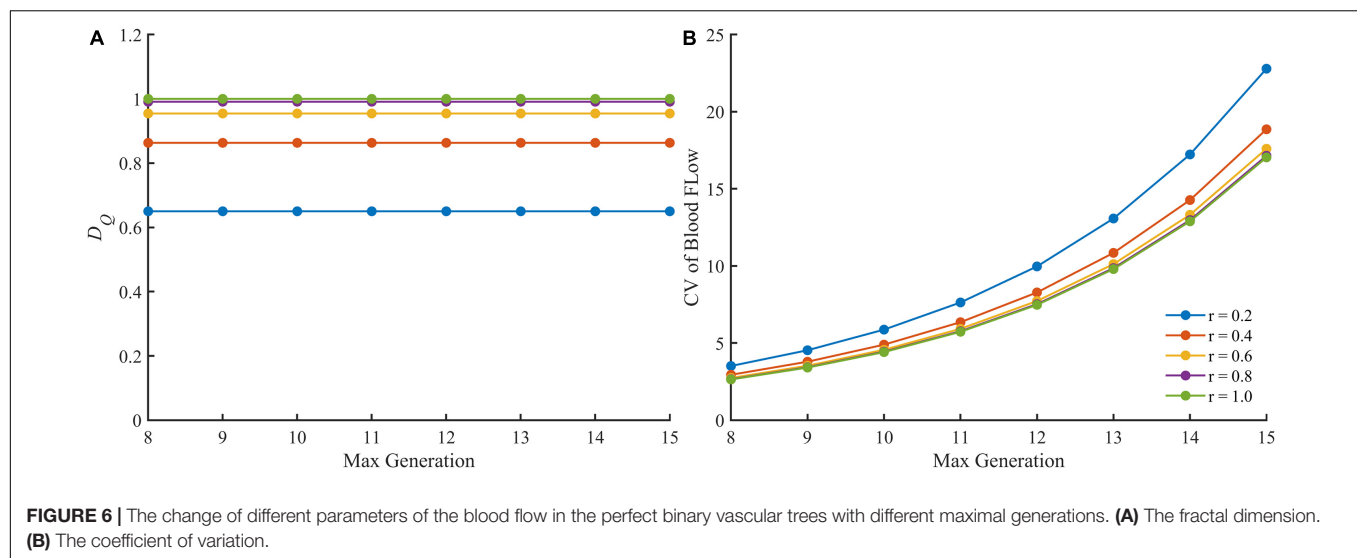 A
1.2
1
0.8
0.6
0.4
0.2
0
D_Q
8 9 10 11 12 13 14 15
Max Generation
B
25
20
15
10
5
0
CV of Blood FLow
8 9 10 11 12 13 14 15
Max Generation
r = 0.2
r = 0.4
r = 0.6
r = 0.8
r = 1.0
FIGURE 6 | The change of different parameters of the blood flow in the perfect binary vascular trees with different maximal generations. (A) The fractal dimension.
(B) The coefficient of variation.